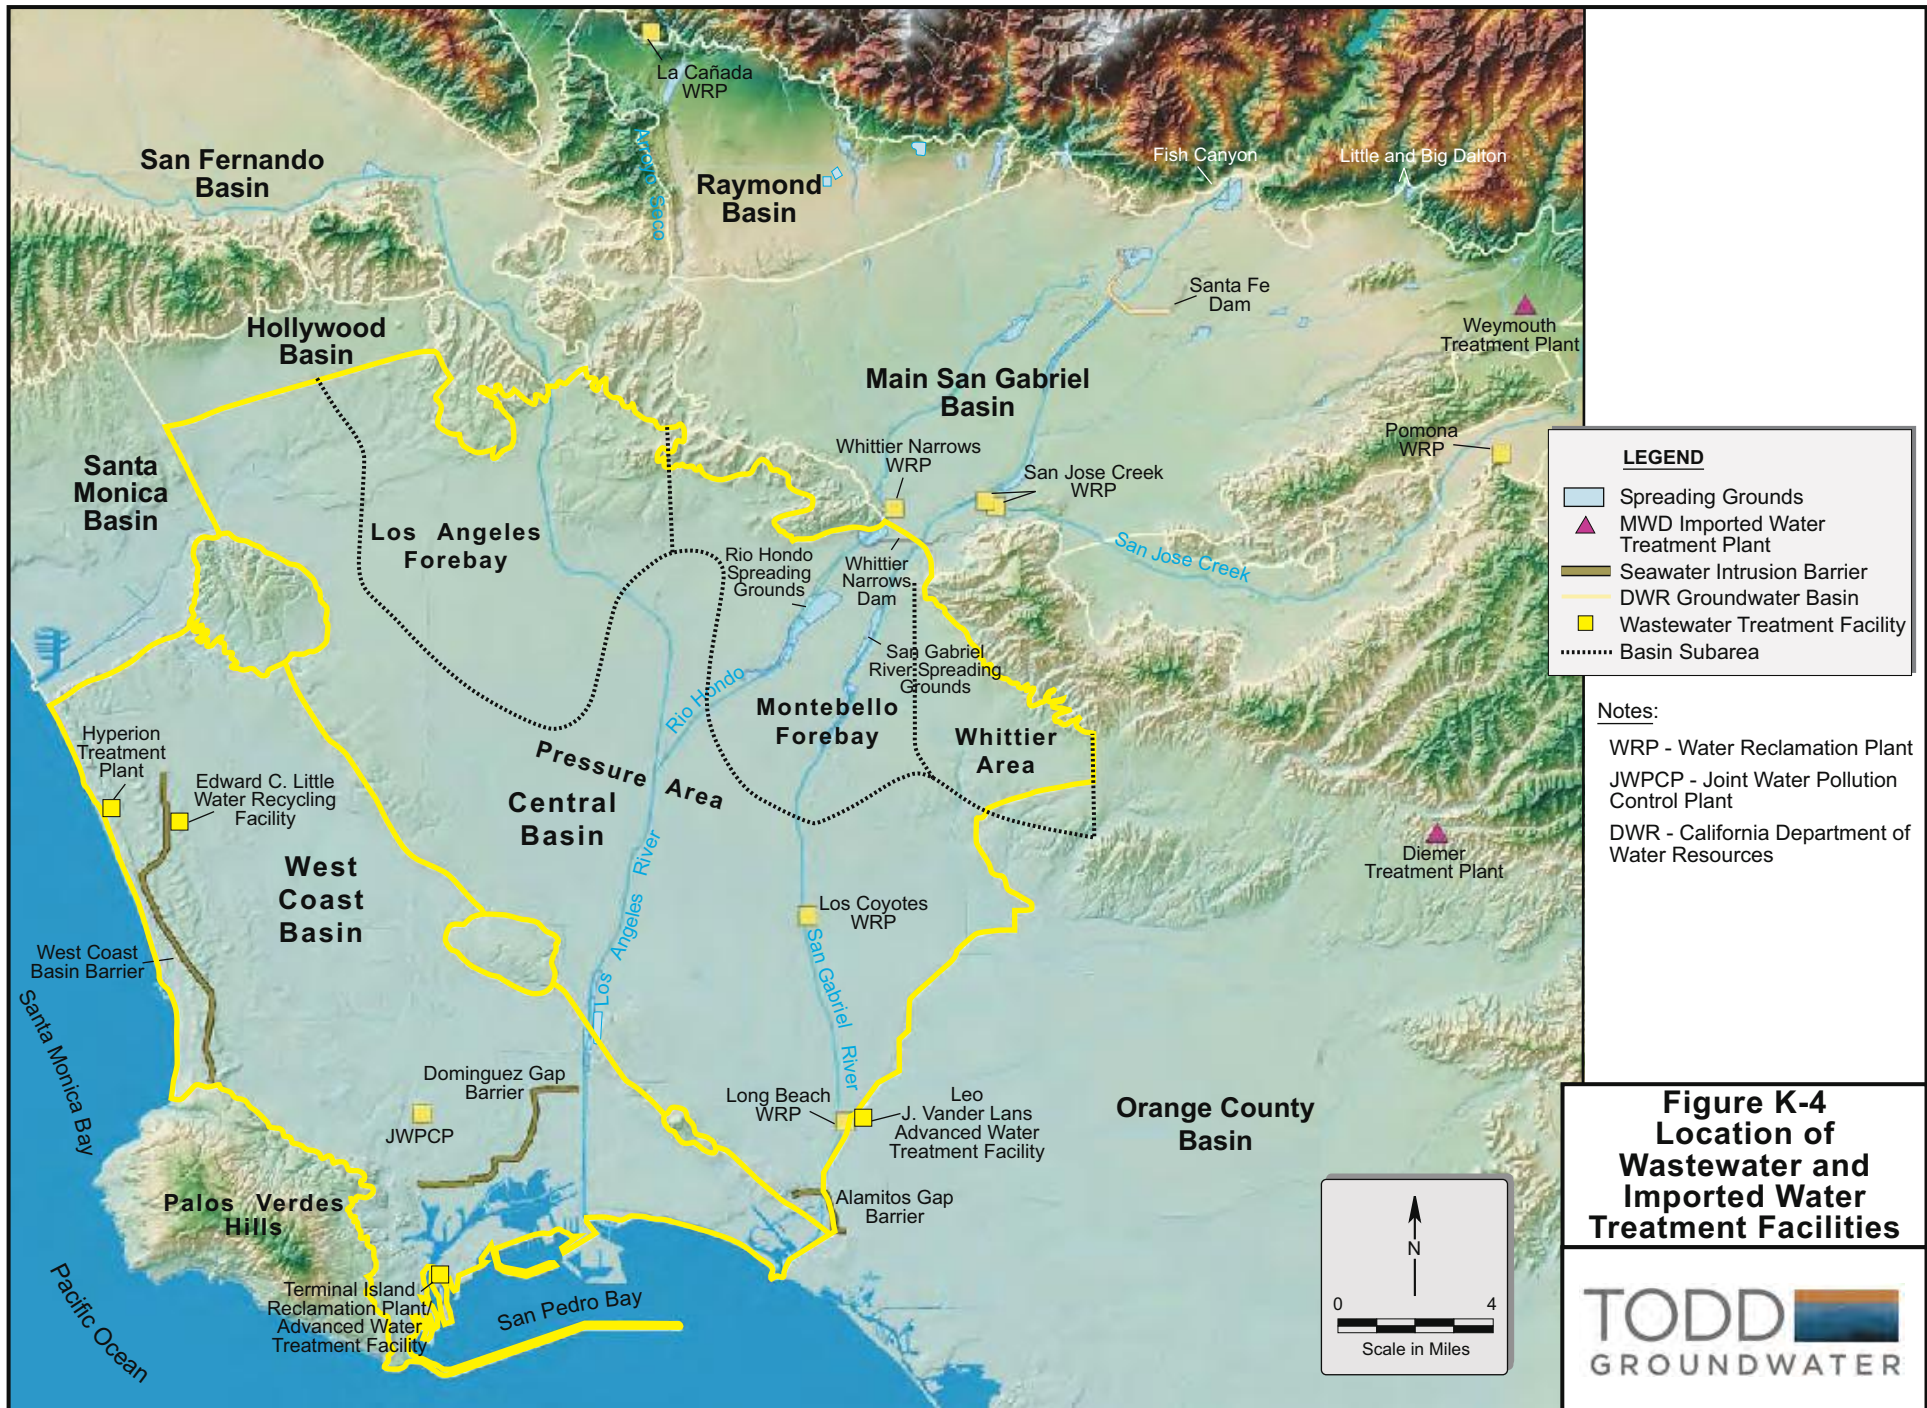 La Cañada
WRP
Arroyo Seco
San Fernando
Basin
Raymond
Basin
Fish Canyon
Little and Big Dalton
Santa Fe
Dam
Weymouth
Treatment Plant
Hollywood
Basin
Main San Gabriel
Basin
Pomona
WRP
Whittier Narrows
WRP
San Jose Creek
WRP
Santa
Monica
Basin
Los Angeles
Forebay
Rio Hondo
Spreading
Grounds
Whittier
Narrows
Dam
San Jose Creek
San Gabriel
River Spreading
Grounds
Rio Hondo
Montebello
Forebay
Whittier
Area
Pressure Area
Hyperion
Treatment
Plant
Edward C. Little
Water Recycling
Facility
Central
Basin
Diemer
Treatment Plant
West
Coast
Basin
Los Angeles River
Los Coyotes
WRP
San Gabriel River
West Coast
Basin Barrier
Santa Monica Bay
Dominguez Gap
Barrier
JWPCP
Long Beach
WRP
Leo
J. Vander Lans
Advanced Water
Treatment Facility
Orange County
Basin
Palos Verdes
Hills
Alamitos Gap
Barrier
Pacific Ocean
Terminal Island
Reclamation Plant/
Advanced Water
Treatment Facility
San Pedro Bay
N
0 4
Scale in Miles
LEGEND
Spreading Grounds
MWD Imported Water
Treatment Plant
Seawater Intrusion Barrier
DWR Groundwater Basin
Wastewater Treatment Facility
Basin Subarea
Notes:
WRP - Water Reclamation Plant
JWPCP - Joint Water Pollution
Control Plant
DWR - California Department of
Water Resources
Figure K-4
Location of
Wastewater and
Imported Water
Treatment Facilities
TODD
GROUNDWATER